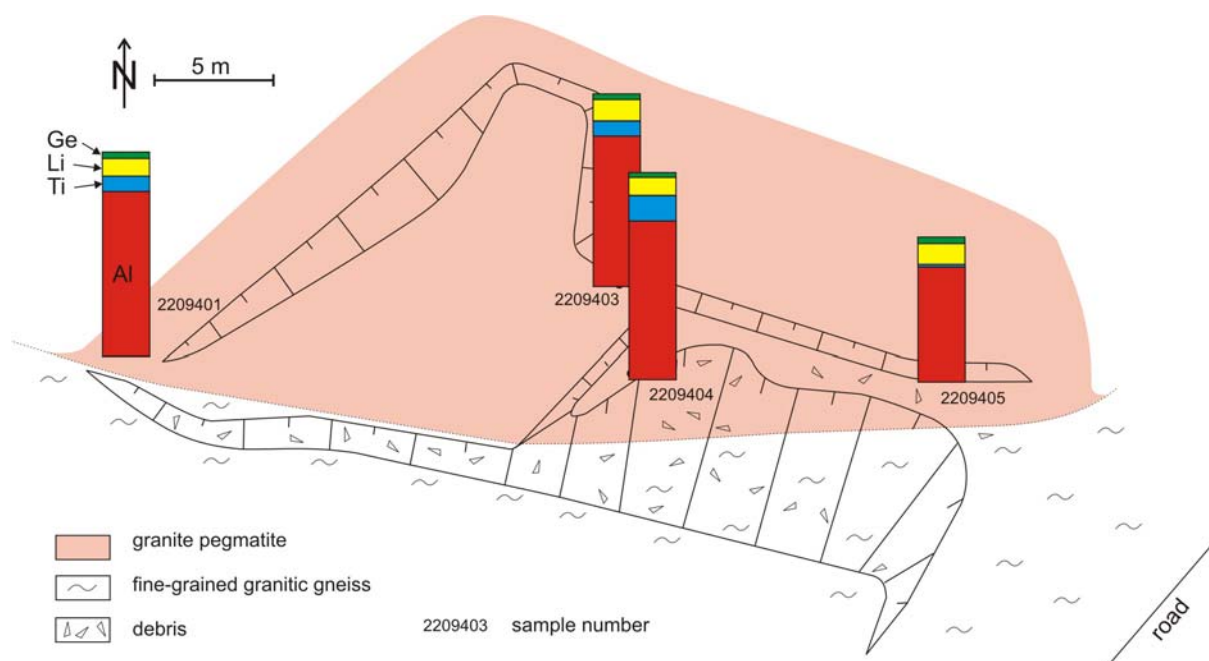 N
5 m
Ge
Li
Ti
Al
2209401
2209403
2209404
2209405
granite pegmatite
fine-grained granitic gneiss
debris
2209403 sample number
road